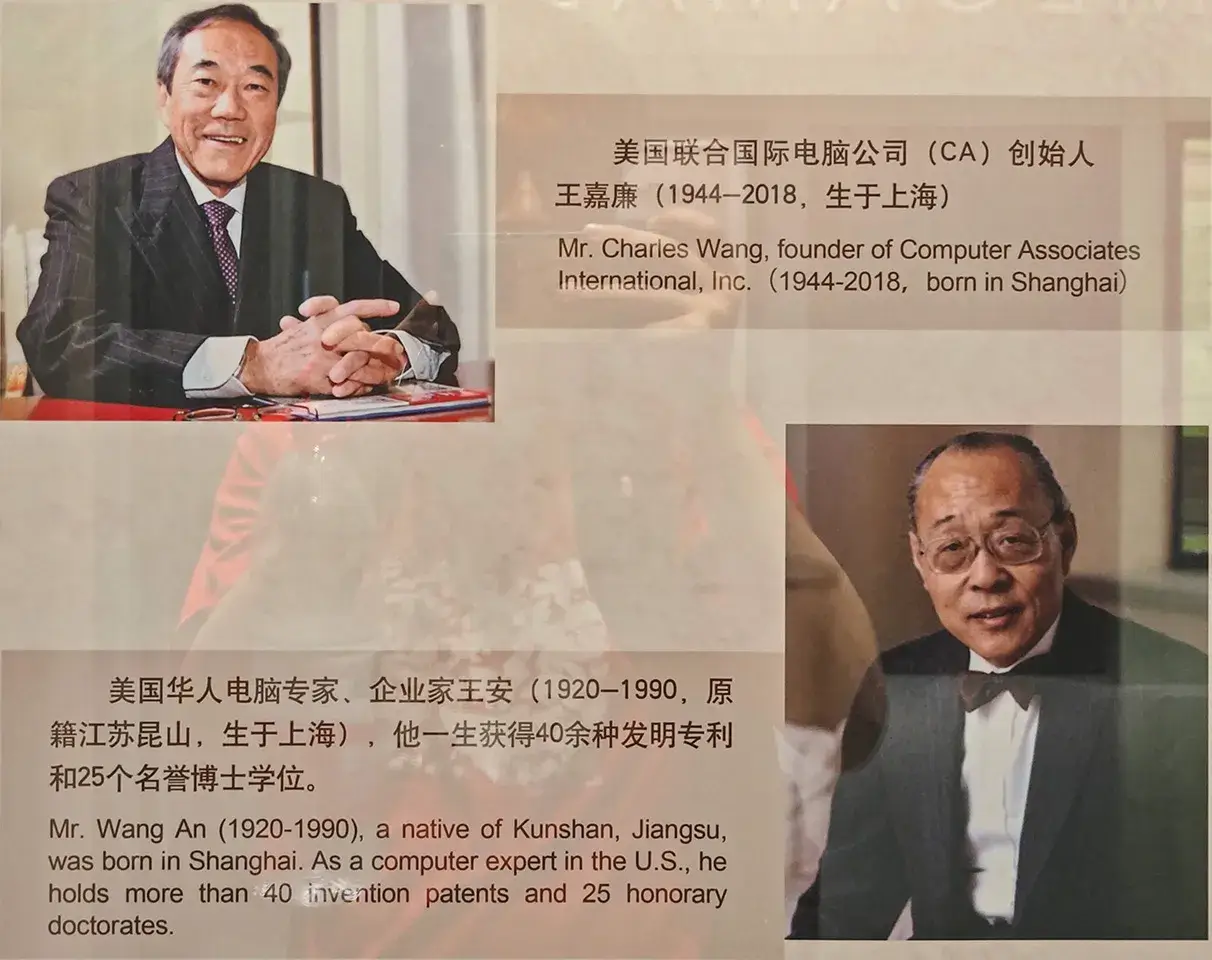 美国联合国际电脑公司（CA）创始人
王嘉廉（1944—2018，生于上海）
Mr. Charles Wang, founder of Computer Associates
International, Inc.（1944-2018，born in Shanghai）
美国华人电脑专家、企业家王安（1920—1990，原
籍江苏昆山，生于上海），他一生获得40余种发明专利
和25个名誉博士学位。
Mr. Wang An (1920-1990), a native of Kunshan, Jiangsu,
was born in Shanghai. As a computer expert in the U.S., he
holds more than 40 invention patents and 25 honorary
doctorates.